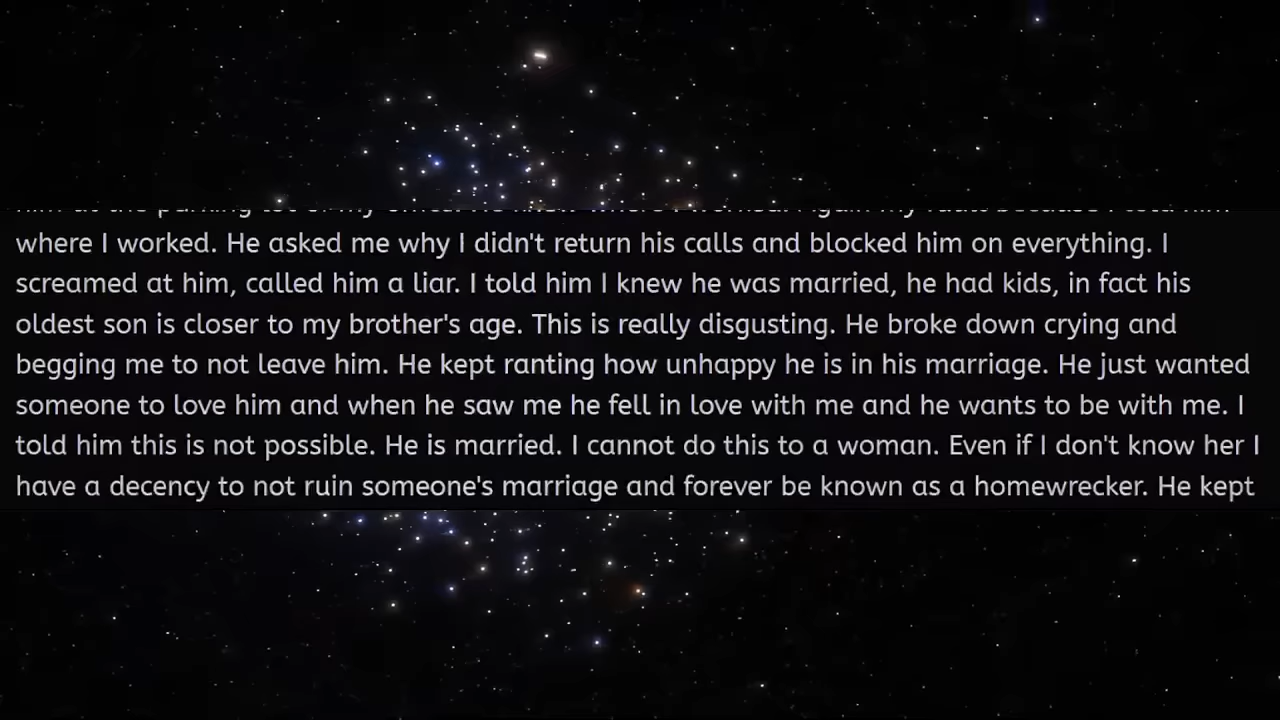 where I worked. He asked me why I didn't return his calls and blocked him on everything. I
screamed at him, called him a liar. I told him I knew he was married, he had kids, in fact his
oldest son is closer to my brother's age. This is really disgusting. He broke down crying and
begging me to not leave him. He kept ranting how unhappy he is in his marriage. He just wanted
someone to love him and when he saw me he fell in love with me and he wants to be with me. I
told him this is not possible. He is married. I cannot do this to a woman. Even if I don't know her I
have a decency to not ruin someone's marriage and forever be known as a homewrecker. He kept